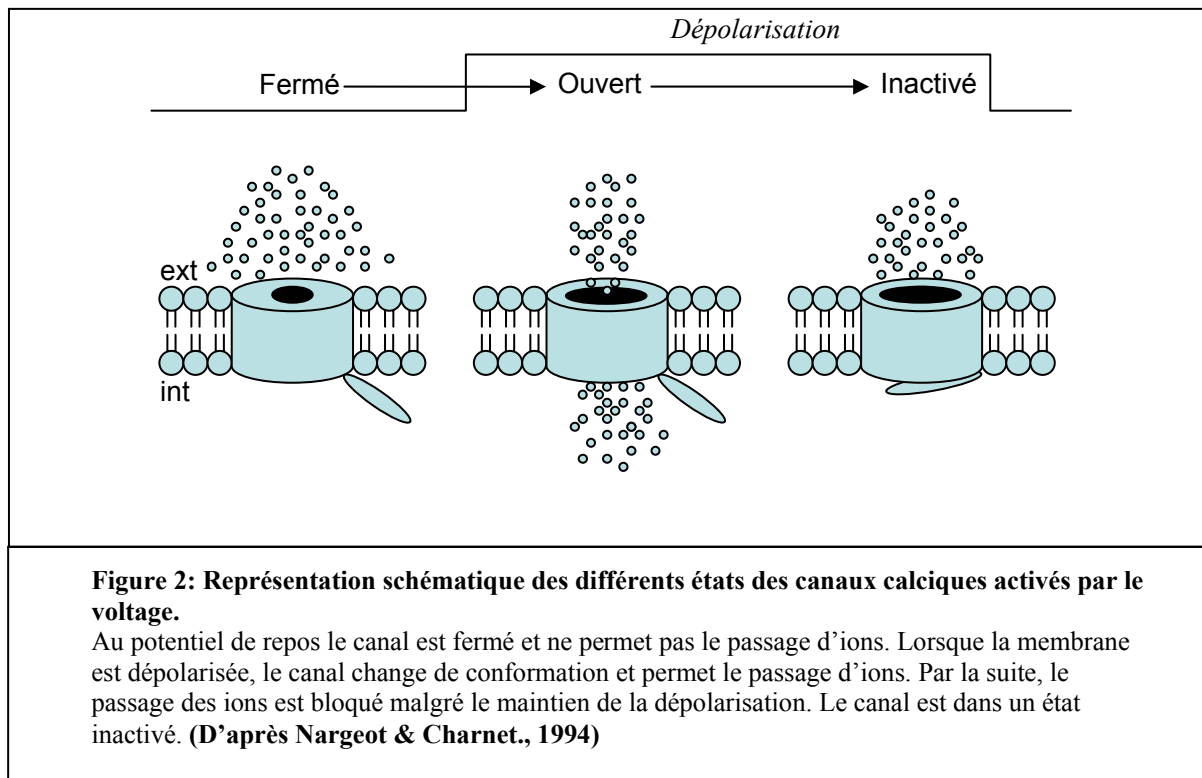 Dépolarisation
Fermé Ouvert Inactivé
ext
int
Figure 2: Représentation schématique des différents états des canaux calciques activés par le
voltage.
Au potentiel de repos le canal est fermé et ne permet pas le passage d’ions. Lorsque la membrane
est dépolarisée, le canal change de conformation et permet le passage d’ions. Par la suite, le
passage des ions est bloqué malgré le maintien de la dépolarisation. Le canal est dans un état
inactivé. (D’après Nargeot & Charnet., 1994)